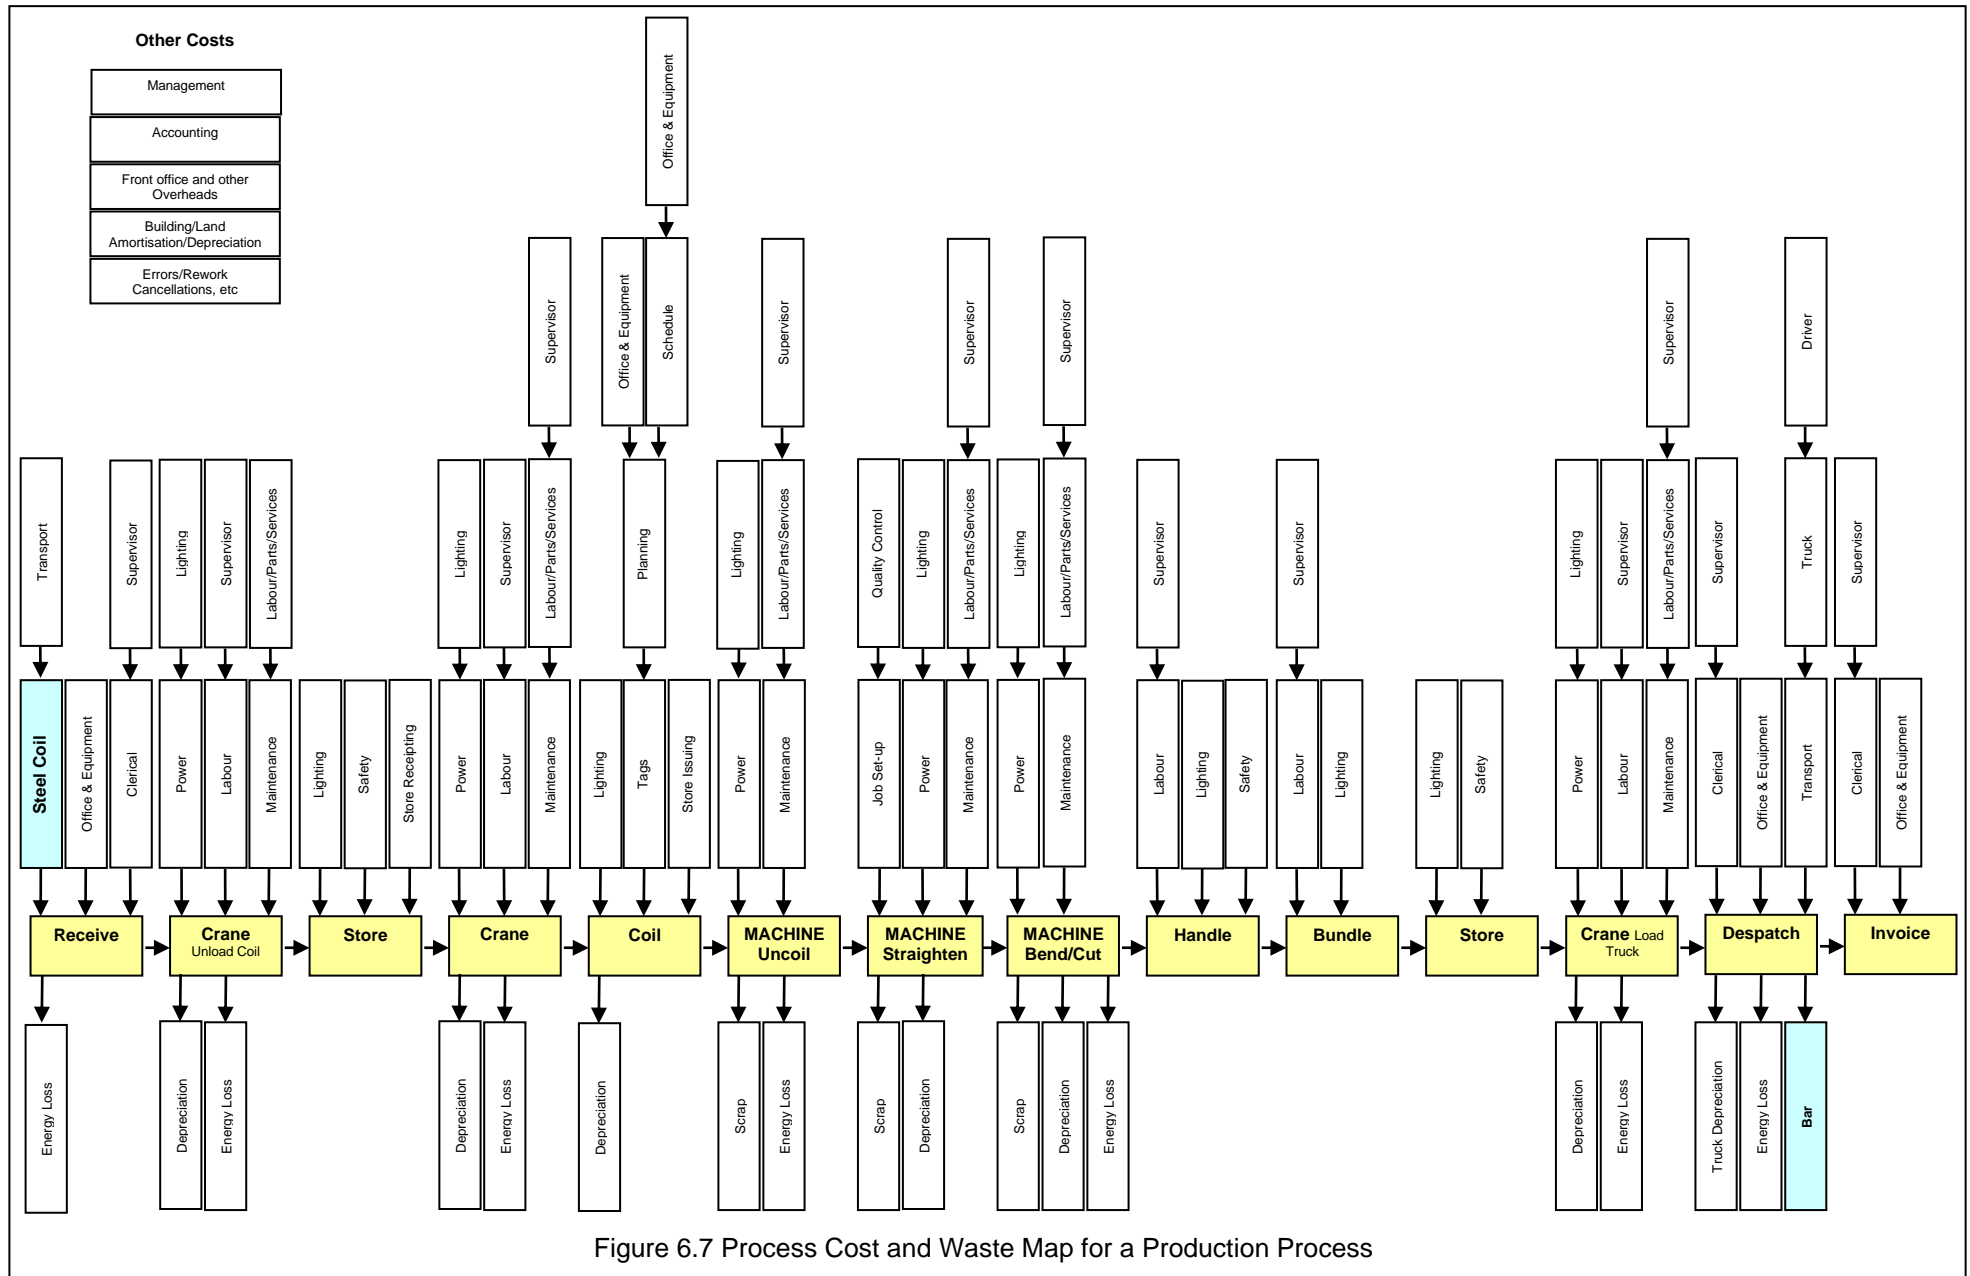 Other Costs
Management
Accounting
Front office and other
Overheads
Building/Land
Amortisation/Depreciation
Errors/Rework
Cancellations, etc
Office & Equipment
Supervisor
Office & Equipment
Schedule
Supervisor
Supervisor
Supervisor
Supervisor
Driver
Transport
Supervisor
Lighting
Supervisor
Labour/Parts/Services
Lighting
Supervisor
Labour/Parts/Services
Planning
Lighting
Labour/Parts/Services
Quality Control
Lighting
Labour/Parts/Services
Lighting
Labour/Parts/Services
Supervisor
Supervisor
Lighting
Supervisor
Labour/Parts/Services
Supervisor
Truck
Supervisor
Steel Coil
Office & Equipment
Clerical
Power
Labour
Maintenance
Lighting
Safety
Store Receipting
Power
Labour
Maintenance
Lighting
Tags
Store Issuing
Power
Maintenance
Job Set-up
Power
Maintenance
Power
Maintenance
Labour
Lighting
Safety
Labour
Lighting
Lighting
Safety
Power
Labour
Maintenance
Clerical
Office & Equipment
Transport
Clerical
Office & Equipment
Receive
Crane
Unload Coil
Store
Crane
Coil
MACHINE
Uncoil
MACHINE
Straighten
MACHINE
Bend/Cut
Handle
Bundle
Store
Crane Load
Truck
Despatch
Invoice
Energy Loss
Depreciation
Energy Loss
Depreciation
Energy Loss
Depreciation
Scrap
Energy Loss
Scrap
Depreciation
Scrap
Depreciation
Energy Loss
Depreciation
Energy Loss
Truck Depreciation
Energy Loss
Bar
Figure 6.7 Process Cost and Waste Map for a Production Process